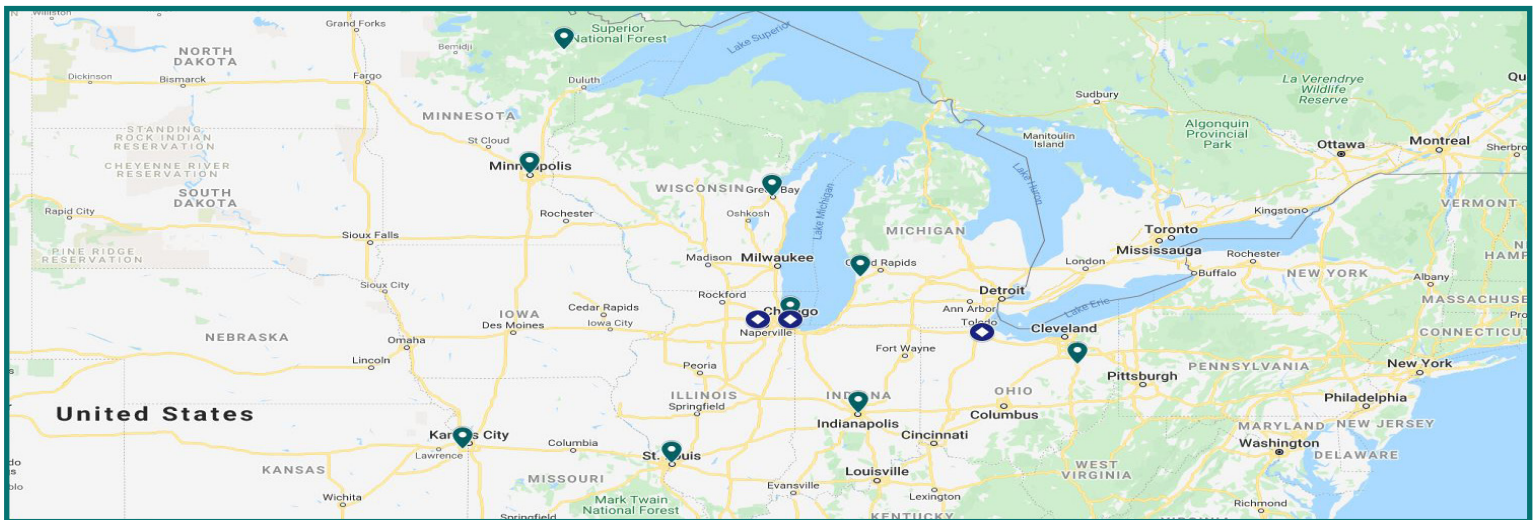 Williston
Grand Forks
Superior
National Forest
Lake Superior
NORTH
DAKOTA
Bemidji
Dickinson
Bismarck
Fargo
Duluth
La Verendrye
Wildlife
Reserve
Qu
Sudbury
MINNESOTA
STANDING
ROCK INDIAN
RESERVATION
St Cloud
Manitoulin
Island
Algonquin
Provincial
Park
Ottawa
Montreal
Sherbro
CHEYENNE RIVER
RESERVATION
Minneapolis
SOUTH
DAKOTA
WISCONSIN
Green Bay
Lake Michigan
Lake Huron
Rapid City
Rochester
Oshkosh
Kingston
VERMONT
Sioux Falls
MICHIGAN
Toronto
Mississauga
PINE RIDGE
RESERVATION
Madison
Milwaukee
Grand Rapids
London
Rochester
Buffalo
NEW YORK
Albany
Sioux City
Rockford
Detroit
MASSACHUSE
Cedar Rapids
IOWA
Iowa City
Des Moines
Chicago
Naperville
Ann Arbor
Toledo
Lake Erie
Cleveland
Pro
CONNECTICUT
NEBRASKA
Omaha
Lincoln
Fort Wayne
Peoria
New York
PENNSYLVANIA
Pittsburgh
ILLINOIS
Springfield
INDIANA
OHIO
Columbus
Philadelphia
United States
Indianapolis
MARYLAND
NEW JERSEY
Kansas City
Columbia
Lawrence
St. Louis
Cincinnati
Washington
DELAWARE
KANSAS
MISSOURI
Louisville
WEST
VIRGINIA
Wichita
Mark Twain
National Forest
Evansville
Lexington
Richmond
Springfield
KENTUCKY